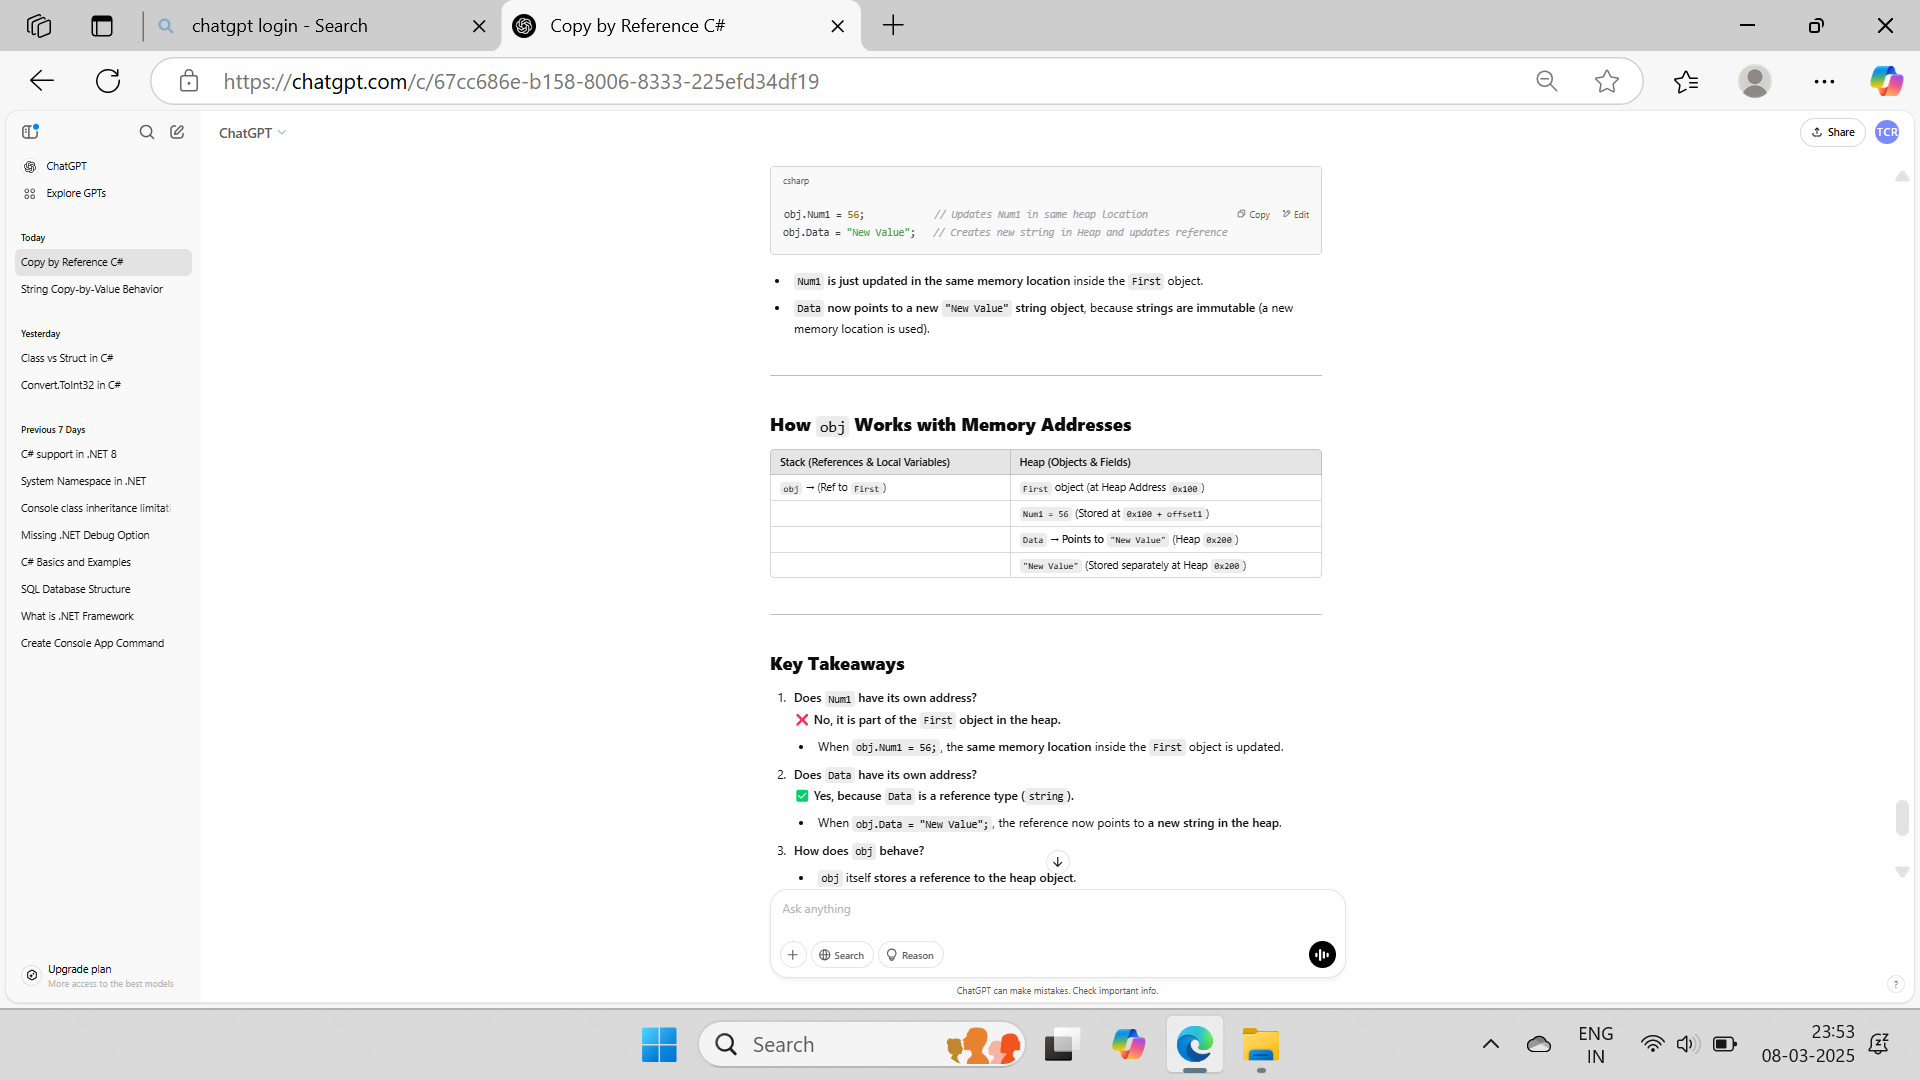 chatgpt login - Search
Copy by Reference C#
https://chatgpt.com/c/67cc686e-b158-8006-8333-225efd34df19
ChatGPT
Share
TCR
ChatGPT
Explore GPTs
Today
Copy by Reference C#
String Copy-by-Value Behavior
Yesterday
Class vs Struct in C#
Convert.ToInt32 in C#
Previous 7 Days
C# support in .NET 8
System Namespace in .NET
Console class inheritance limitati
Missing .NET Debug Option
C# Basics and Examples
SQL Database Structure
What is .NET Framework
Create Console App Command
Upgrade plan
More access to the best models
csharp
Copy Edit
obj.Num1 = 56; // Updates Num1 in same heap location
obj.Data = "New Value"; // Creates new string in Heap and updates reference
• Num1 is just updated in the same memory location inside the First object.
• Data now points to a new "New Value" string object, because strings are immutable (a new
memory location is used).
How obj Works with Memory Addresses
Stack (References & Local Variables) Heap (Objects & Fields)
obj → (Ref to First ) First object (at Heap Address 0x100 )
Num1 = 56 (Stored at 0x100 + offset1 )
Data → Points to "New Value" (Heap 0x200 )
"New Value" (Stored separately at Heap 0x200 )
Key Takeaways
1. Does Num1 have its own address?
❌ No, it is part of the First object in the heap.
• When obj.Num1 = 56; , the same memory location inside the First object is updated.
2. Does Data have its own address?
✅ Yes, because Data is a reference type ( string ).
• When obj.Data = "New Value"; , the reference now points to a new string in the heap.
3. How does obj behave?
• obj itself stores a reference to the heap object.
Ask anything
Search Reason
ChatGPT can make mistakes. Check important info.
?
Search
ENG
IN
23:53
08-03-2025